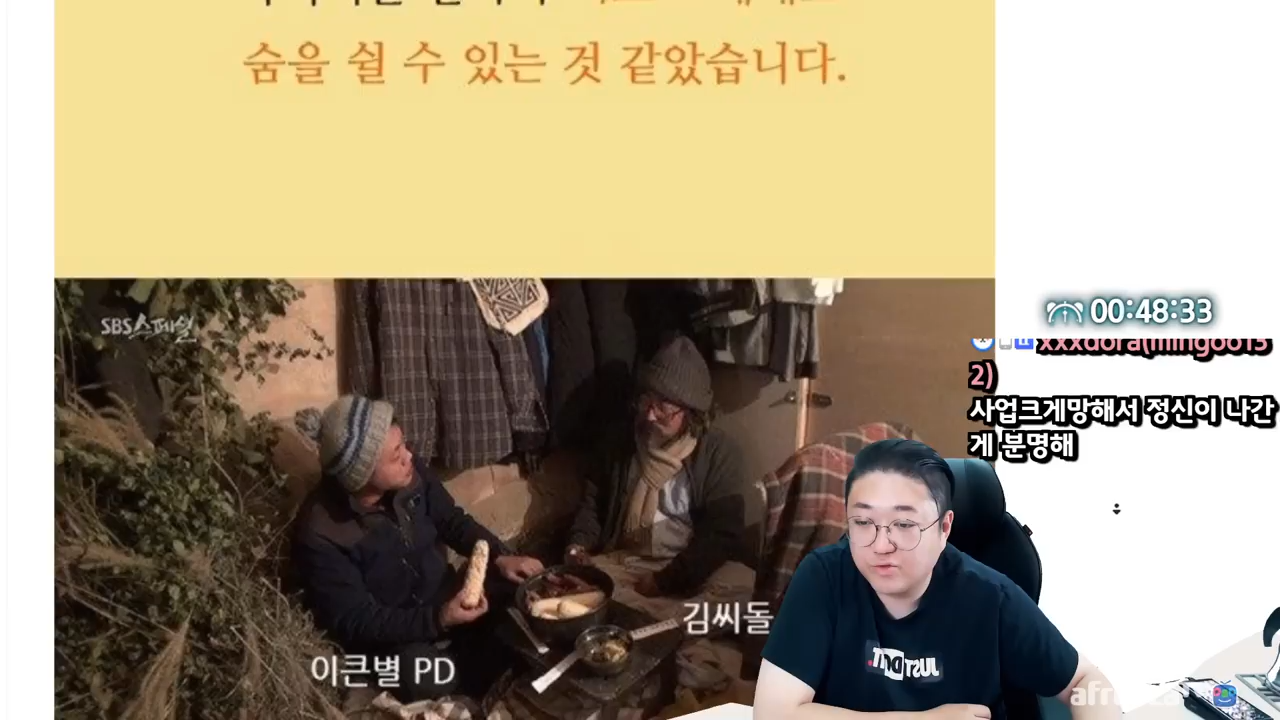 숨을 쉴 수 있는 것 같았습니다.
SBS스페셜
00:48:33
2)
사업크게망해서 정신이 나간
게 분명해
김씨돌
이큰별 PD
JUST DOIT.